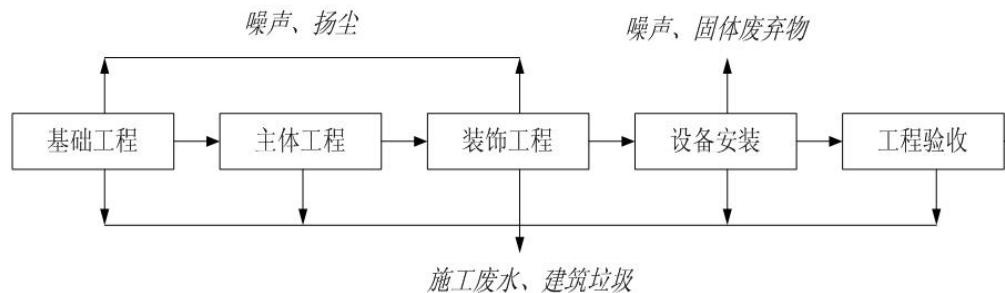 噪声、扬尘
噪声、固体废弃物
基础工程
主体工程
装饰工程
设备安装
工程验收
施工废水、建筑垃圾